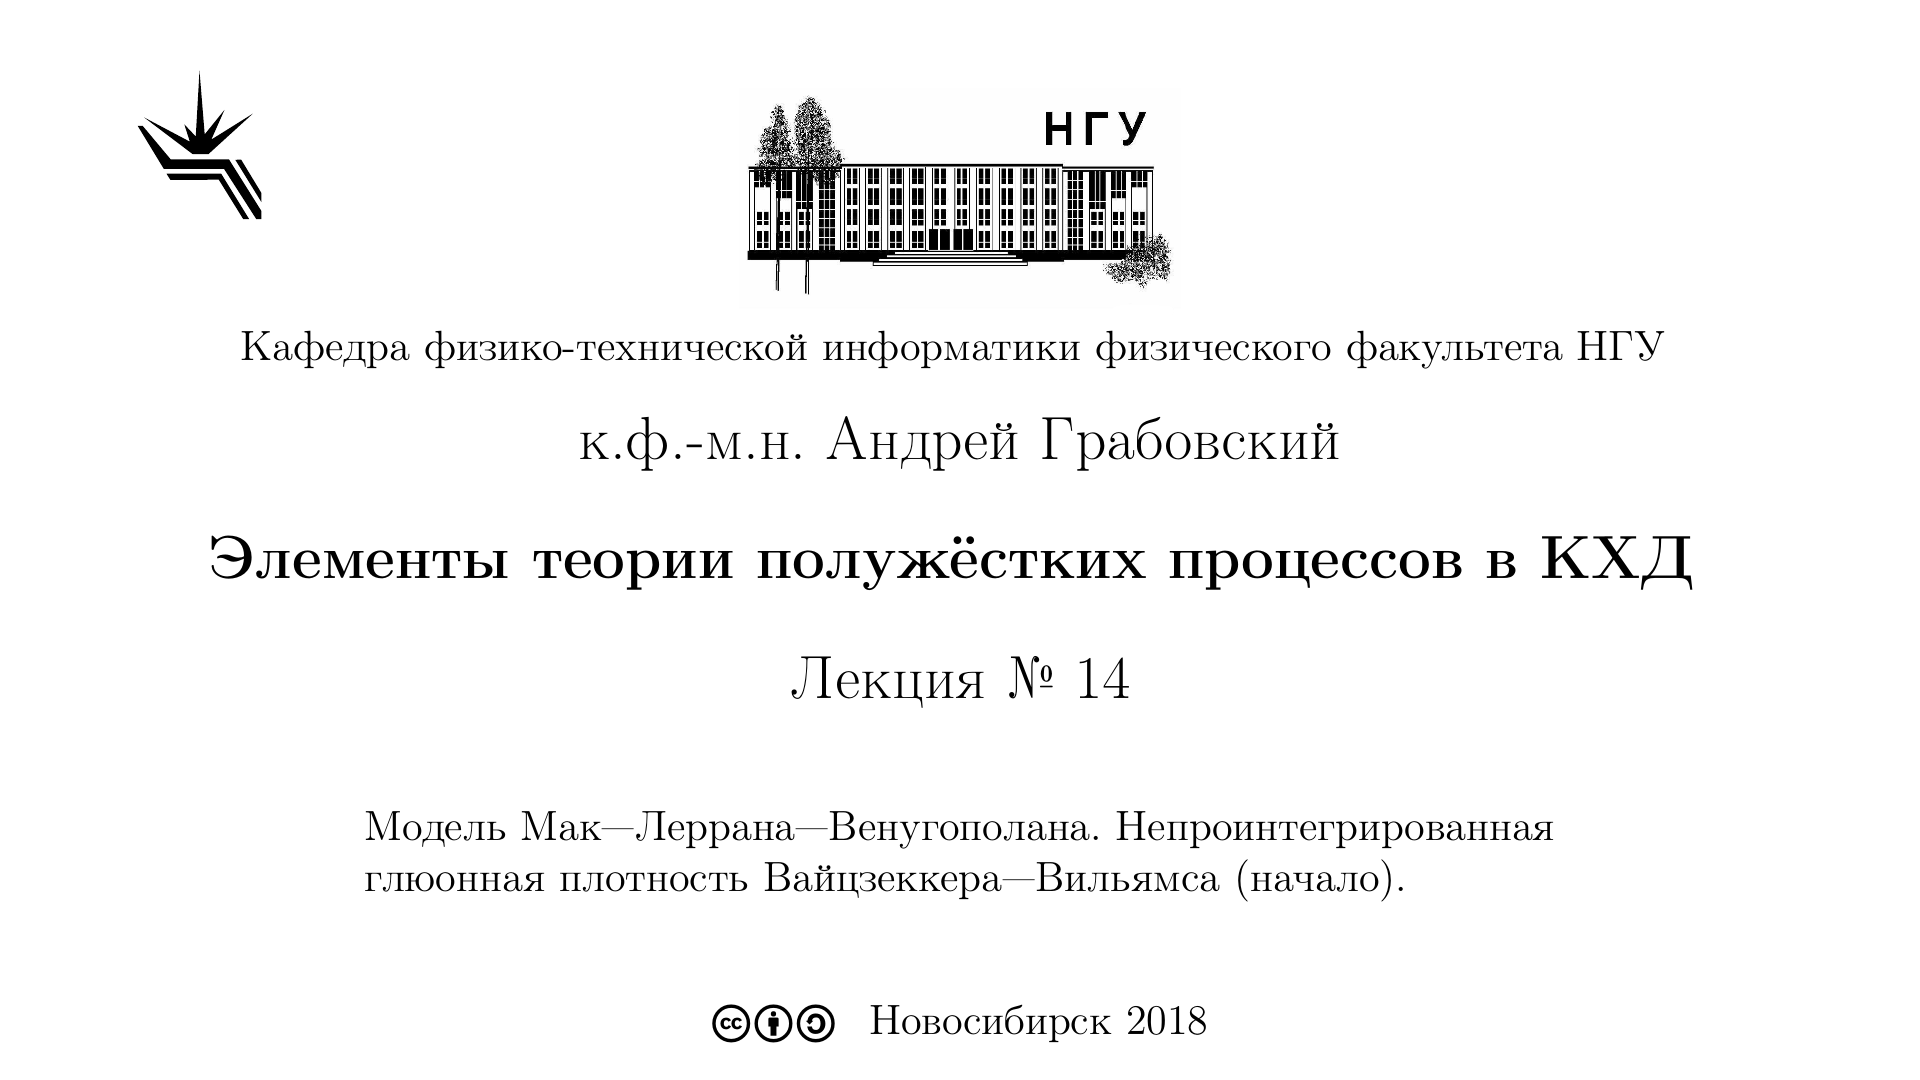 НГУ
Кафедра физико-технической информатики физического факультета НГУ
к.ф.-м.н. Андрей Грабовский
Элементы теории полужёстких процессов в КХД
Лекция № 14
Модель Мак—Леррана—Венугополана. Непроинтегрированная
глюонная плотность Вайцзеккера—Вильямса (начало).
cc Новосибирск 2018